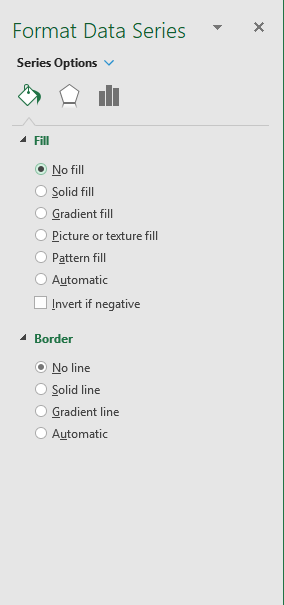 Format Data Series
Series Options
Fill
No fill
Solid fill
Gradient fill
Picture or texture fill
Pattern fill
Automatic
Invert if negative
Border
No line
Solid line
Gradient line
Automatic